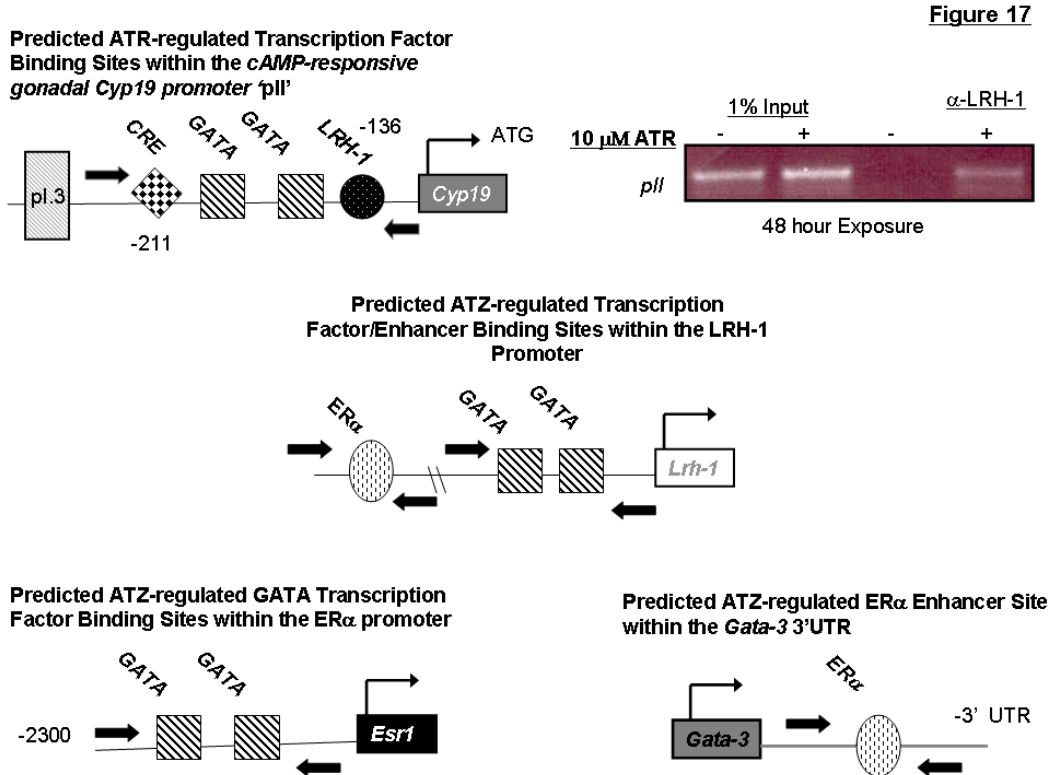 Figure 17
Predicted ATR-regulated Transcription Factor
Binding Sites within the cAMP-responsive
gonadal Cyp19 promoter 'pII'
pI.3
CRE
GATA
GATA
LRH-1
-136
ATG
Cyp19
-211
1% Input
α-LRH-1
10 µM ATR
- + - +
pII
48 hour Exposure
Predicted ATZ-regulated Transcription
Factor/Enhancer Binding Sites within the LRH-1
Promoter
ERα
GATA
GATA
Lrh-1
Predicted ATZ-regulated GATA Transcription
Factor Binding Sites within the ERα promoter
GATA
GATA
-2300
Esr1
Predicted ATZ-regulated ERα Enhancer Site
within the Gata-3 3'UTR
ERα
-3' UTR
Gata-3